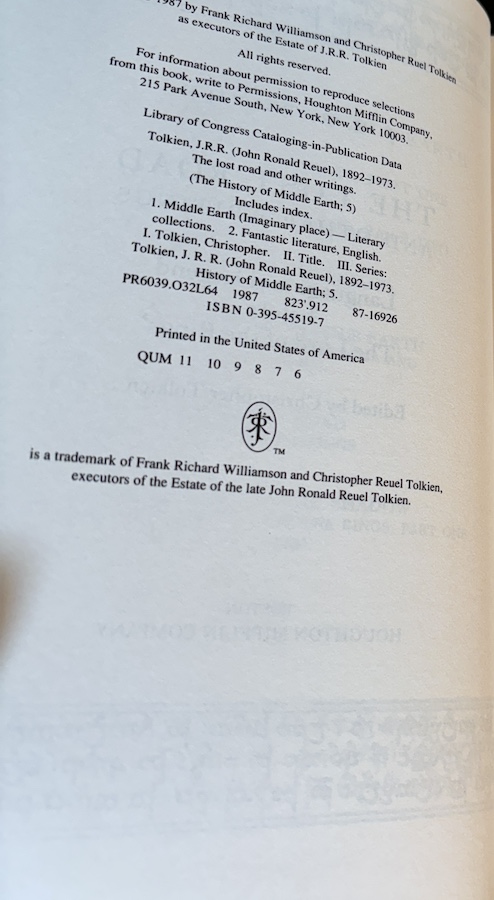 1987 by Frank Richard Williamson and Christopher Ruel Tolkien
as executors of the Estate of J.R.R. Tolkien
All rights reserved.
For information about permission to reproduce selections
from this book, write to Permissions, Houghton Mifflin Company,
215 Park Avenue South, New York, New York 10003.
Library of Congress Cataloging-in-Publication Data
Tolkien, J.R.R. (John Ronald Reuel), 1892–1973.
The lost road and other writings.
(The History of Middle Earth; 5)
Includes index.
1. Middle Earth (Imaginary place) — Literary
collections. 2. Fantastic literature, English.
I. Tolkien, Christopher. II. Title. III. Series:
Tolkien, J. R. R. (John Ronald Reuel), 1892–1973.
History of Middle Earth; 5.
PR6039.O32L64 1987 823'.912 87-16926
ISBN 0-395-45519-7
Printed in the United States of America
QUM 11 10 9 8 7 6
TM
is a trademark of Frank Richard Williamson and Christopher Reuel Tolkien,
executors of the Estate of the late John Ronald Reuel Tolkien.